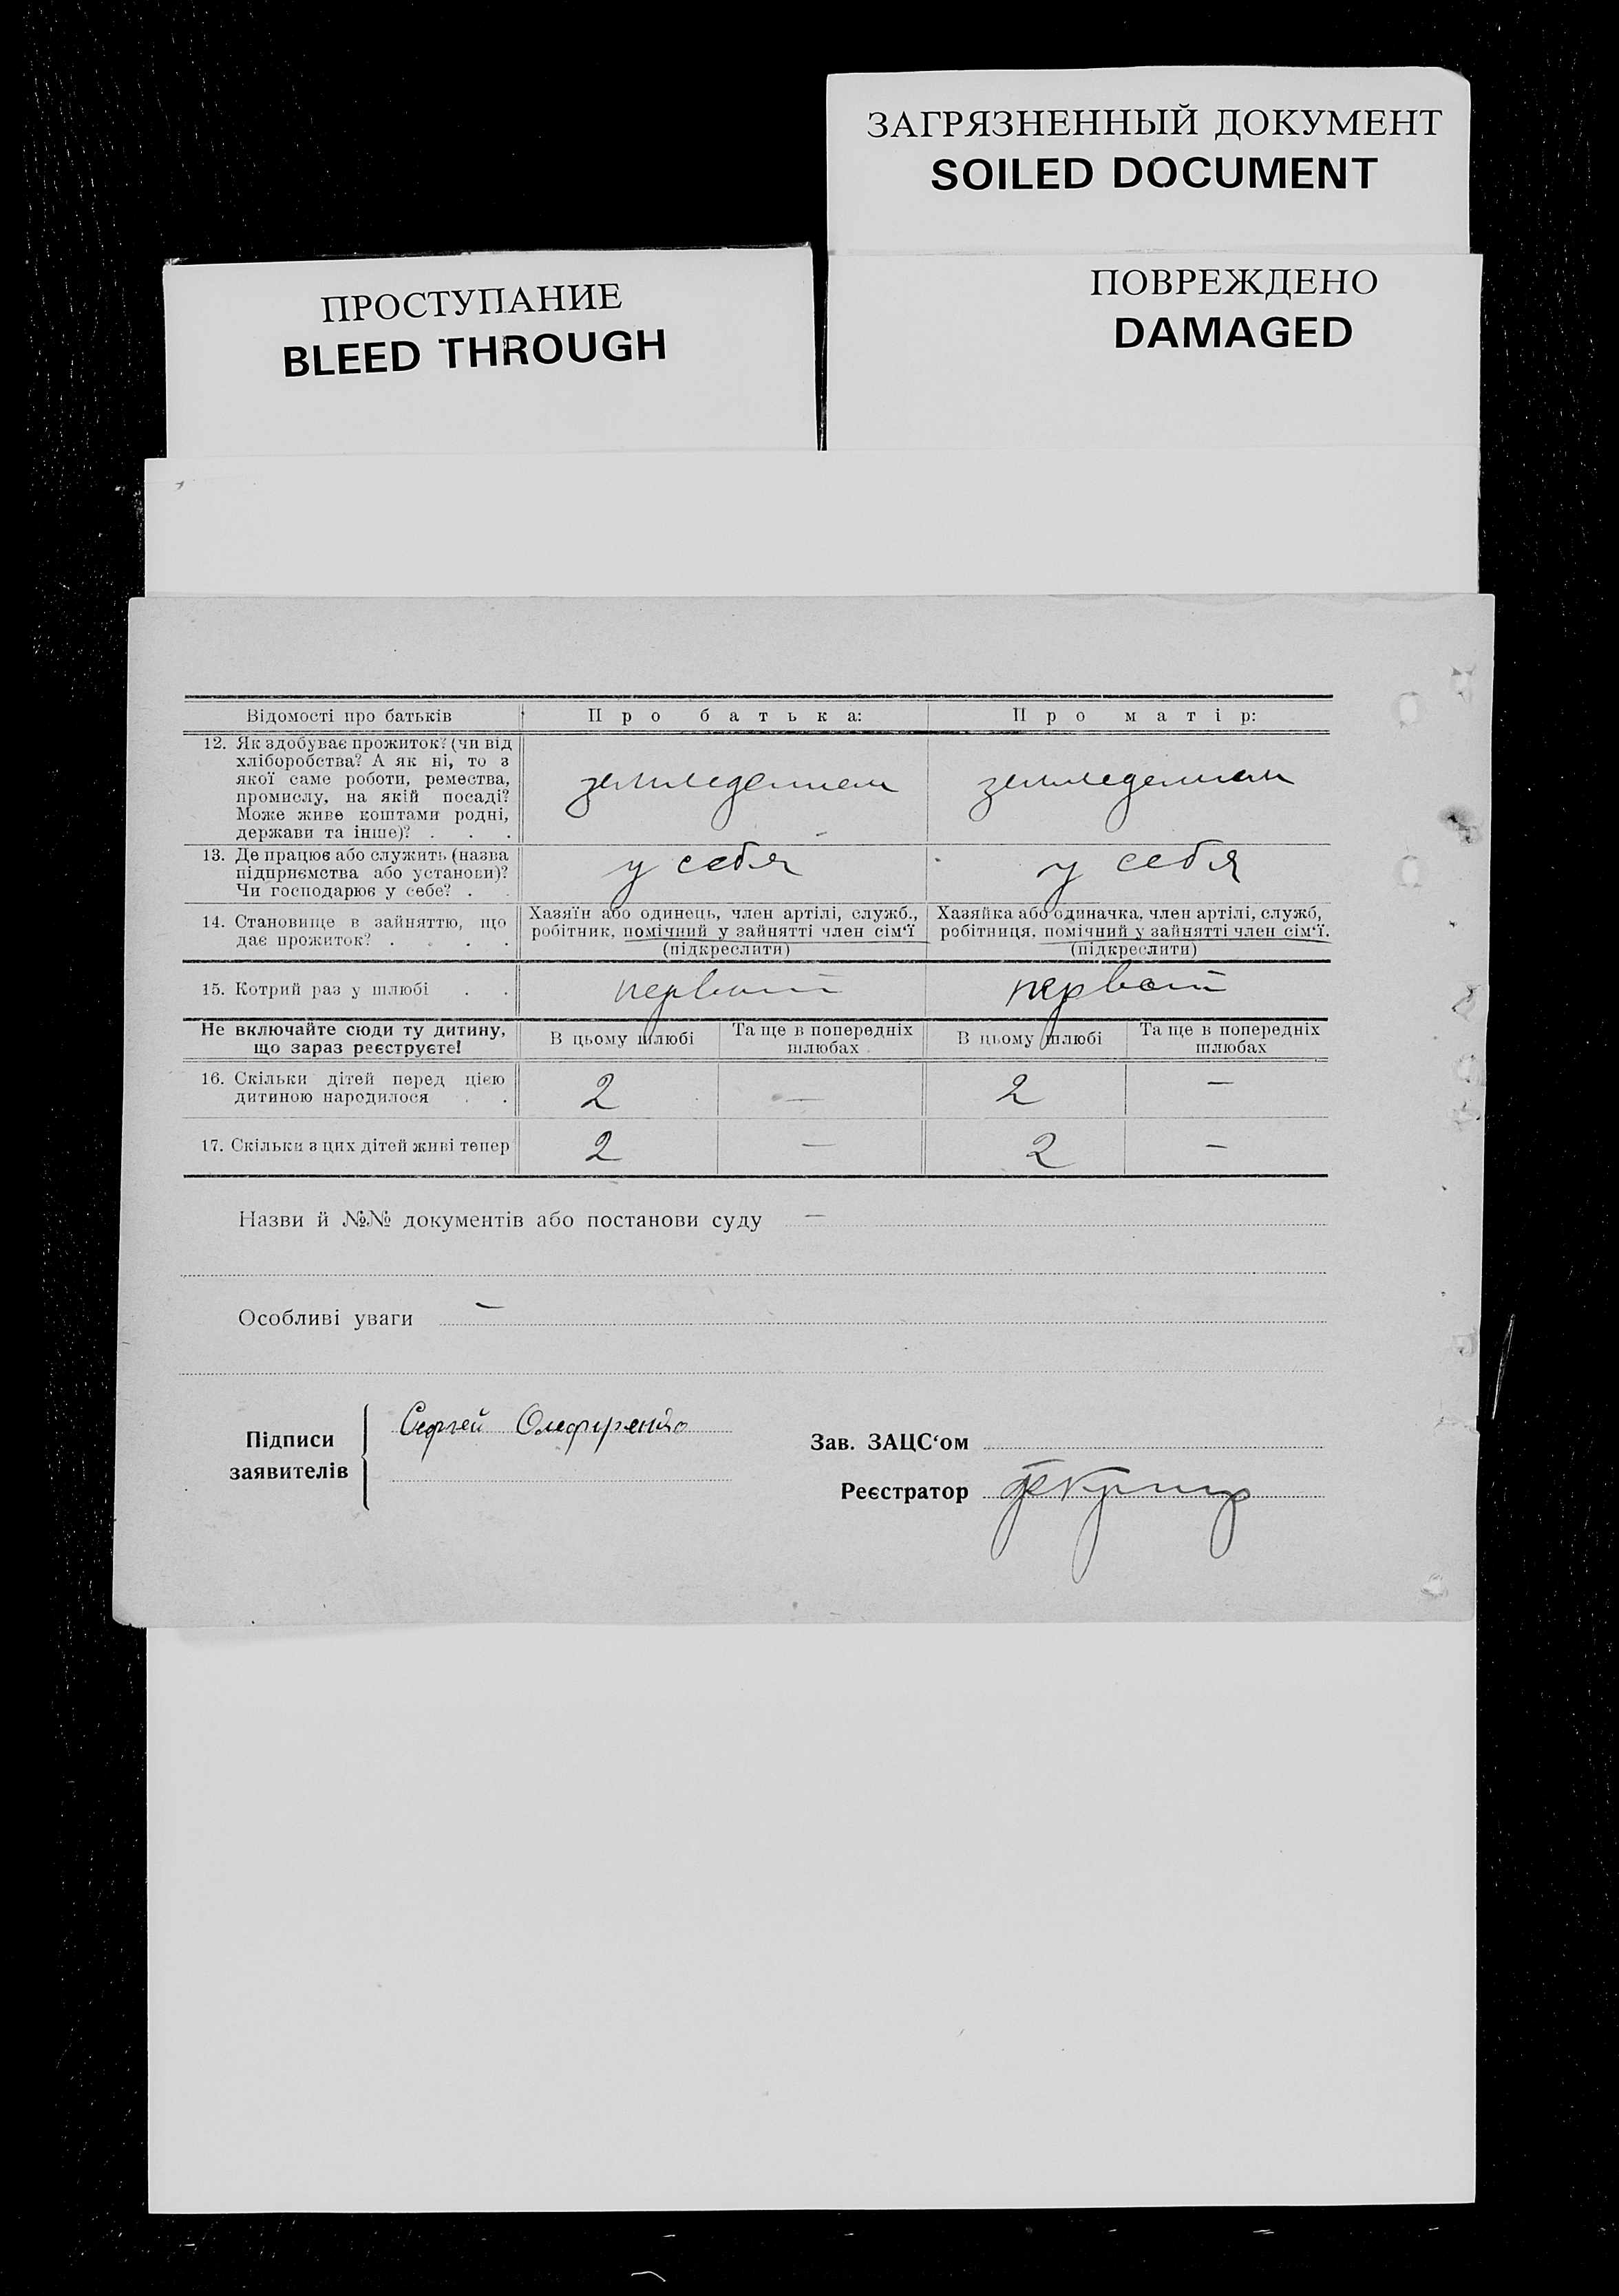 ЗАГРЯЗНЕННЫЙ ДОКУМЕНТ
SOILED DOCUMENT
ПРОСТУПАНИЕ
BLEED THROUGH
ПОВРЕЖДЕНО
DAMAGED
Відомості про батьків
Про батька:
Про матір:
12. Як здобуває прожиток? (чи від
хліборобства? А як ні, то з
якої саме роботи, ремества,
промислу, на якій посаді?
Може живе коштами родні,
держави та інше)? . . .
земледелием
земледелием
13. Де працює або служить (назва
підприємства або установи)?
Чи господарює у себе? . .
у себя
у себя
14. Становище в зайняттю, що
дає прожиток? . . . .
Хазяїн або одинець, член артілі, служб.,
робітник, помічний у зайнятті член сім'ї
(підкреслити)
Хазяйка або одиначка, член артілі, служб,
робітниця, помічний у зайнятті член сім'ї.
(підкреслити)
15. Котрий раз у шлюбі . .
первый
первый
Не включайте сюди ту дитину,
що зараз реєструєте!
В цьому шлюбі
Та ще в попередніх
шлюбах
В цьому шлюбі
Та ще в попередніх
шлюбах
16. Скільки дітей перед цією
дитиною народилося . .
2 — 2 —
17. Скільки з цих дітей живі тепер
2 — 2 —
Назви й №№ документів або постанови суду —
Особливі уваги —
Підписи
заявителів
Сергей Олефиренко
Зав. ЗАЦС'ом
Реєстратор